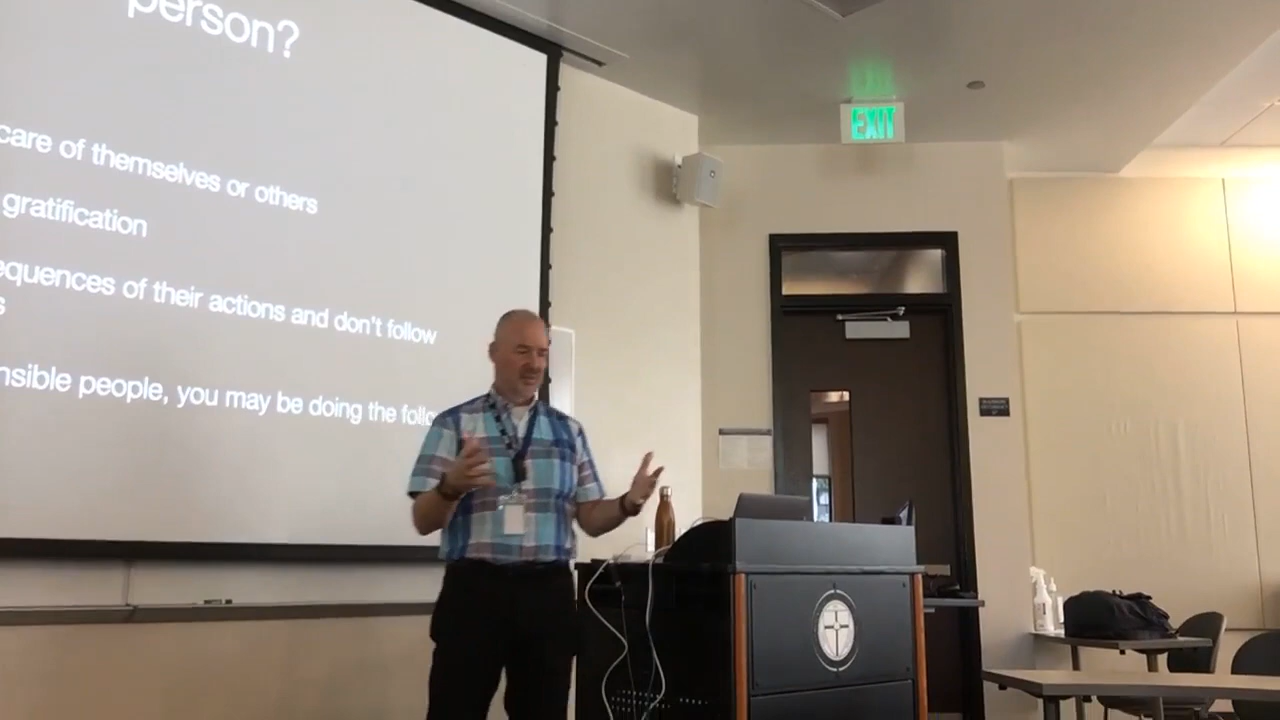 person?
care of themselves or others
gratification
equences of their actions and don't follow
s
nsible people, you may be doing the follo
EXIT